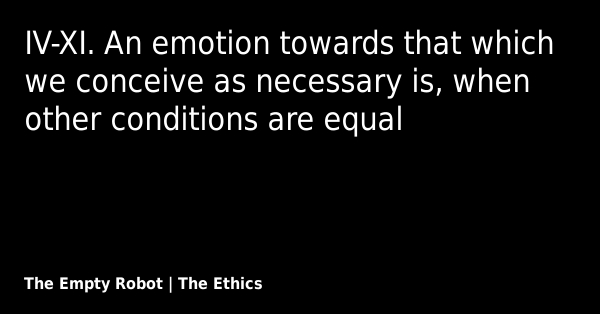 IV-XI. An emotion towards that which
we conceive as necessary is, when
other conditions are equal
The Empty Robot | The Ethics